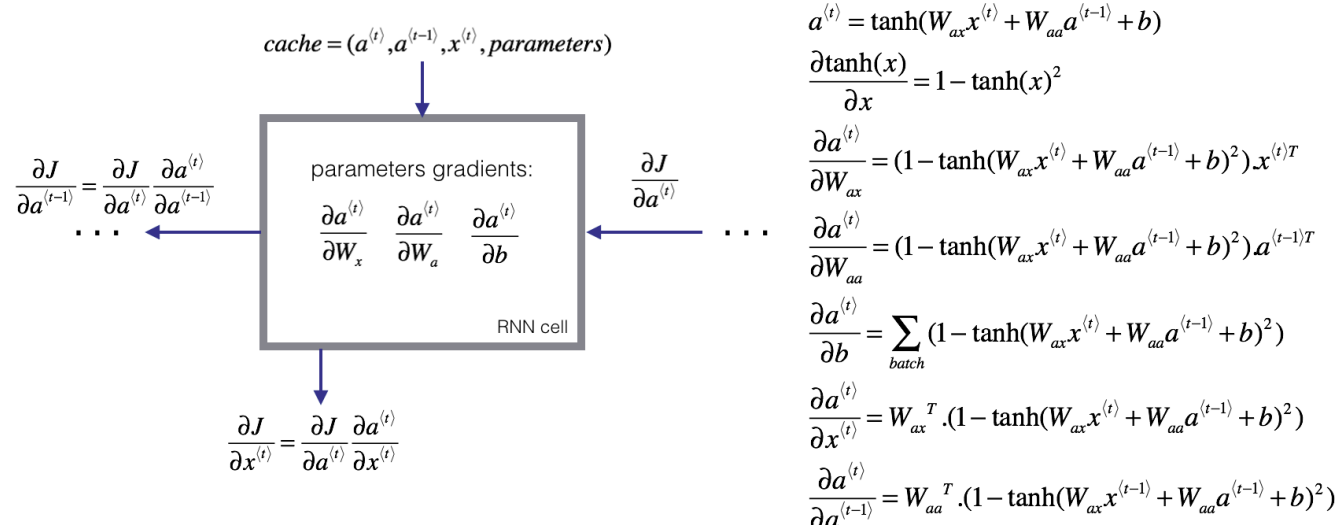 cache = (a^⟨t⟩, a^⟨t−1⟩, x^⟨t⟩, parameters)
∂J/∂a^⟨t−1⟩ = ∂J/∂a^⟨t⟩ ∂a^⟨t⟩/∂a^⟨t−1⟩
. . .
parameters gradients:
∂a^⟨t⟩/∂W_x ∂a^⟨t⟩/∂W_a ∂a^⟨t⟩/∂b
RNN cell
∂J/∂a^⟨t⟩
. . .
∂J/∂x^⟨t⟩ = ∂J/∂a^⟨t⟩ ∂a^⟨t⟩/∂x^⟨t⟩
a^⟨t⟩ = tanh(W_ax x^⟨t⟩ + W_aa a^⟨t−1⟩ + b)
∂tanh(x)/∂x = 1 − tanh(x)^2
∂a^⟨t⟩/∂W_ax = (1 − tanh(W_ax x^⟨t⟩ + W_aa a^⟨t−1⟩ + b)^2).x^⟨t⟩T
∂a^⟨t⟩/∂W_aa = (1 − tanh(W_ax x^⟨t⟩ + W_aa a^⟨t−1⟩ + b)^2).a^⟨t−1⟩T
∂a^⟨t⟩/∂b = ∑_batch (1 − tanh(W_ax x^⟨t⟩ + W_aa a^⟨t−1⟩ + b)^2)
∂a^⟨t⟩/∂x^⟨t⟩ = W_ax^T .(1 − tanh(W_ax x^⟨t⟩ + W_aa a^⟨t−1⟩ + b)^2)
∂a^⟨t⟩/∂a^⟨t−1⟩ = W_aa^T .(1 − tanh(W_ax x^⟨t−1⟩ + W_aa a^⟨t−1⟩ + b)^2)